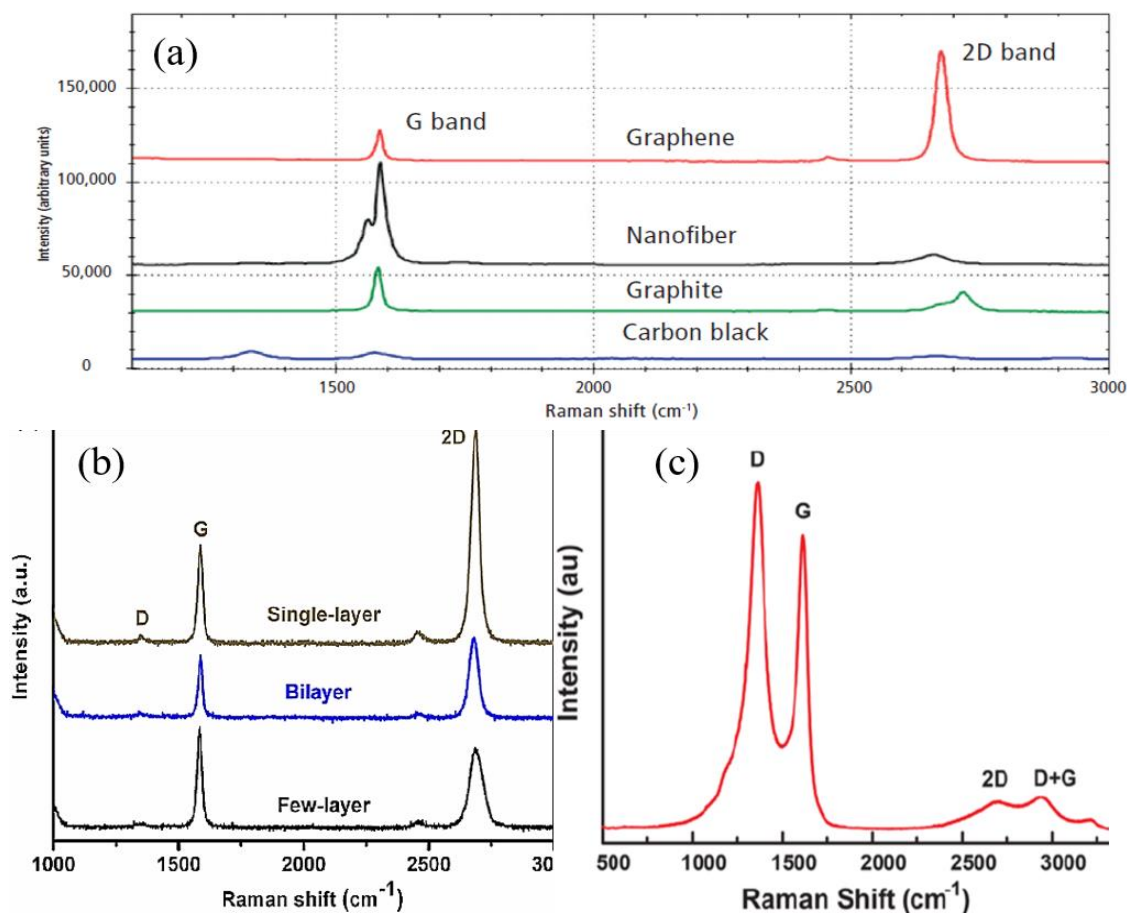 (a)
2D band
150,000
G band
Graphene
100,000
Nanofiber
50,000
Graphite
Carbon black
0
Intensity (arbitrary units)
1500 2000 2500 3000
Raman shift (cm-1)
(b)
2D
G
D
Single-layer
Bilayer
Few-layer
Intensity (a.u.)
1000 1500 2000 2500
Raman shift (cm-1)
(c)
D
G
2D D+G
Intensity (au)
500 1000 1500 2000 2500 3000
Raman Shift (cm-1)